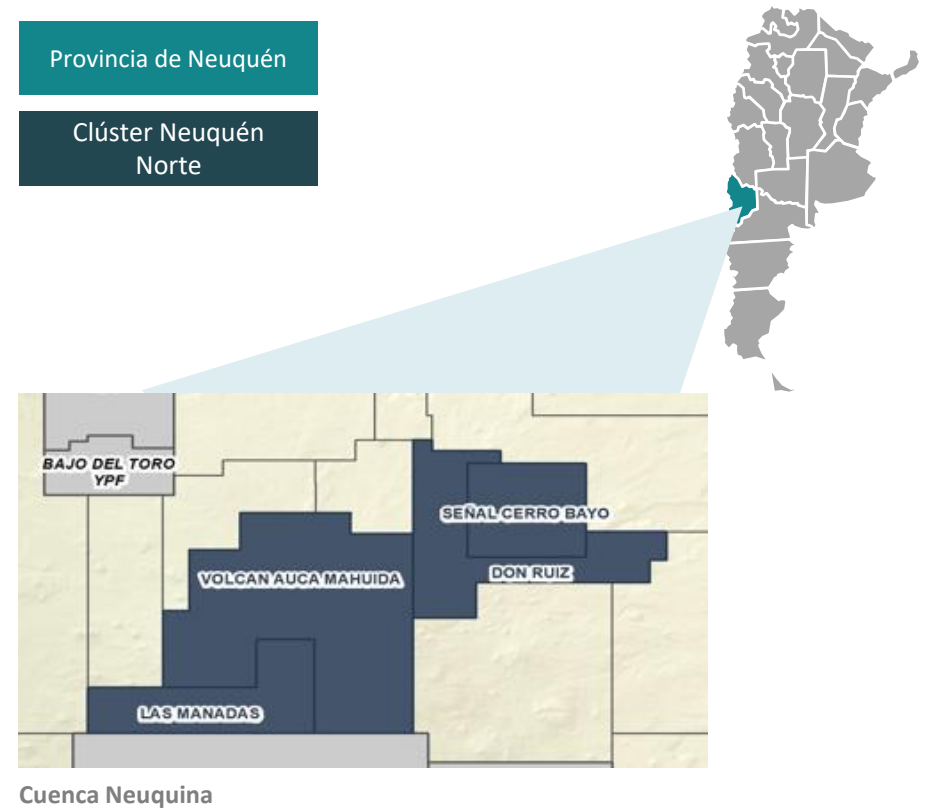 Provincia de Neuquén
Clúster Neuquén
Norte
BAJO DEL TORO
YPF
SEÑAL CERRO BAYO
VOLCAN AUCA MAHUIDA
DON RUIZ
LAS MANADAS
Cuenca Neuquina